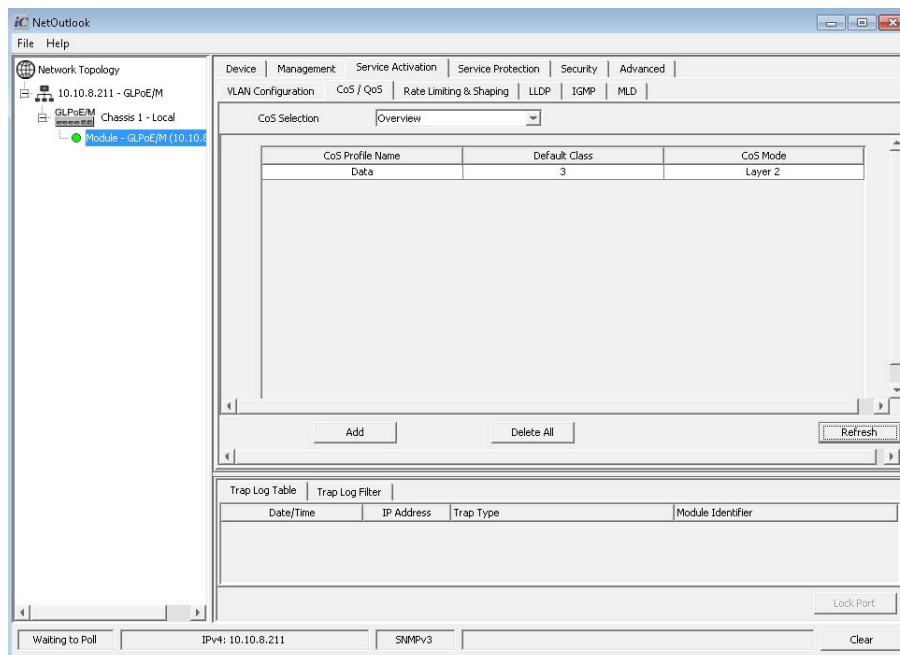 iC NetOutlook
File Help
Network Topology
10.10.8.211 - GLPoE/M
GLPoE/M Chassis 1 - Local
Module - GLPoE/M (10.10.8
Device Management Service Activation Service Protection Security Advanced
VLAN Configuration CoS / QoS Rate Limiting & Shaping LLDP IGMP MLD
CoS Selection Overview
CoS Profile Name Default Class CoS Mode
Data 3 Layer 2
Add Delete All Refresh
Trap Log Table Trap Log Filter
Date/Time IP Address Trap Type Module Identifier
Lock Port
Waiting to Poll IPv4: 10.10.8.211 SNMPv3 Clear